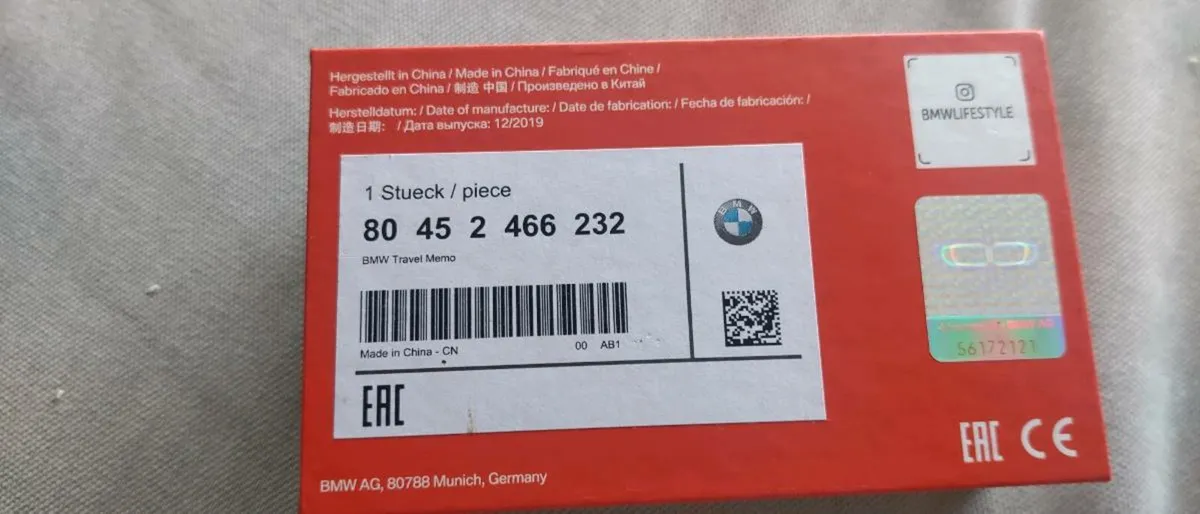 Hergestellt in China / Made in China / Fabriqué en Chine /
Fabricado en China / 制造 中国 / Произведено в Китай
Herstelldatum: / Date of manufacture: / Date de fabrication: / Fecha de fabricación: /
制造日期: / Дата выпуска: 12/2019
BMWLIFESTYLE
1 Stueck / piece
80 45 2 466 232
BMW Travel Memo
BMW
Made in China - CN 00 AB1
EAC
56172121
EAC CE
BMW AG, 80788 Munich, Germany